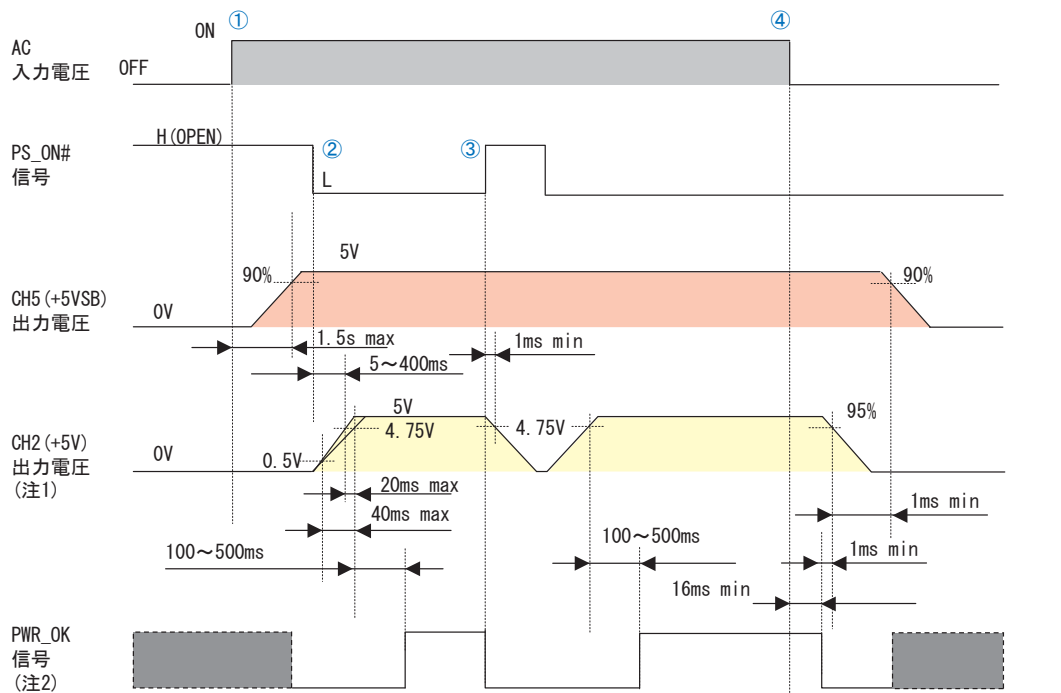 ① ④
ON
AC
入力電圧
OFF
H(OPEN)
② ③
PS_ON#
信号
L
5V
90% 90%
CH5(+5VSB)
出力電圧
0V
1.5s max
1ms min
5～400ms
5V
95%
4.75V 4.75V
CH2(+5V)
出力電圧
(注1)
0V
0.5V
20ms max
1ms min
40ms max
100～500ms 100～500ms
1ms min
16ms min
PWR_OK
信号
(注2)